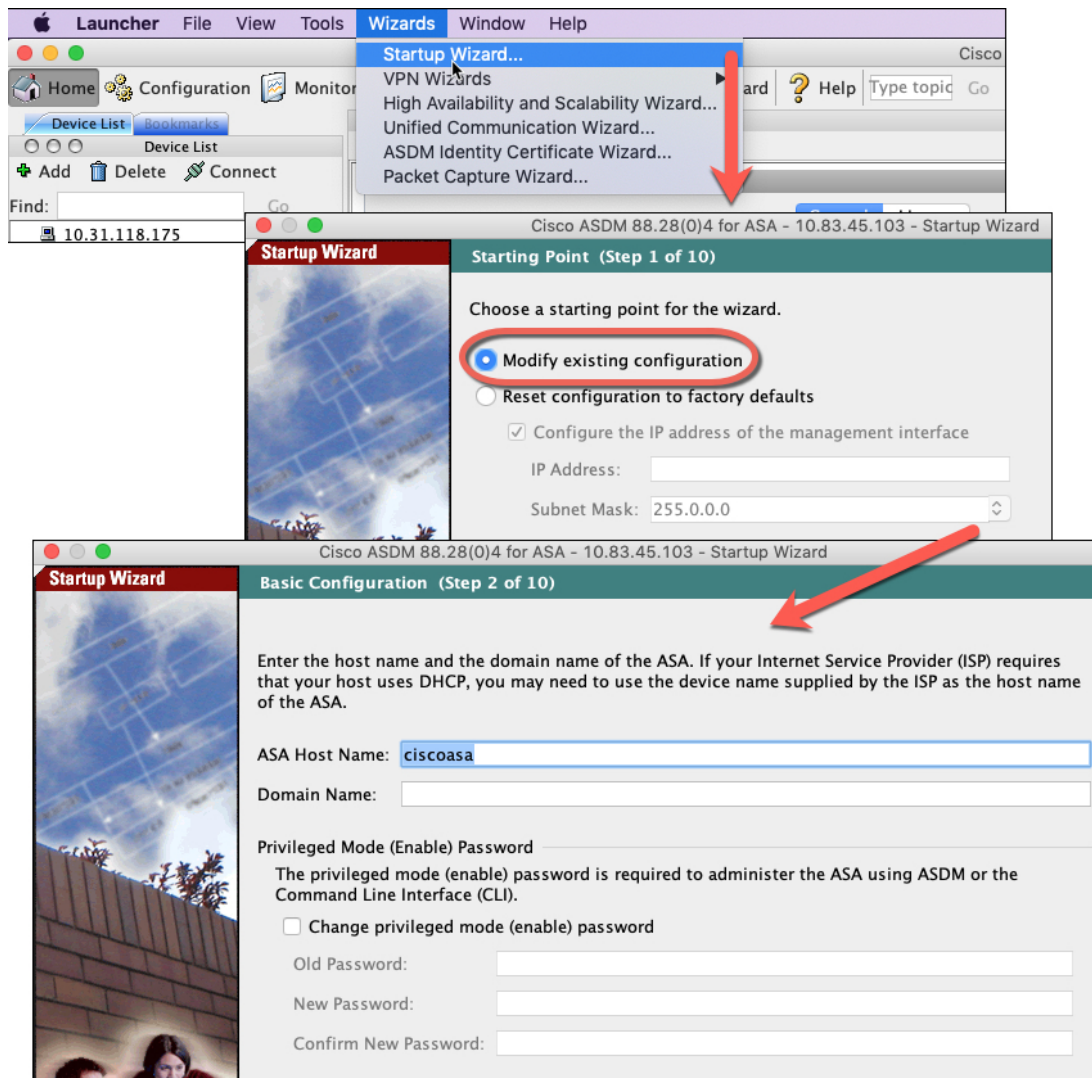 Launcher File View Tools Wizards Window Help
Startup Wizard...
VPN Wizards
High Availability and Scalability Wizard...
Unified Communication Wizard...
ASDM Identity Certificate Wizard...
Packet Capture Wizard...
Cisco
Home Configuration Monitor ard Help Type topic Go
Device List Bookmarks
Device List
Add Delete Connect
Find: Go
10.31.118.175
Cisco ASDM 88.28(0)4 for ASA - 10.83.45.103 - Startup Wizard
Startup Wizard
Starting Point (Step 1 of 10)
Choose a starting point for the wizard.
Modify existing configuration
Reset configuration to factory defaults
Configure the IP address of the management interface
IP Address:
Subnet Mask: 255.0.0.0
Cisco ASDM 88.28(0)4 for ASA - 10.83.45.103 - Startup Wizard
Startup Wizard
Basic Configuration (Step 2 of 10)
Enter the host name and the domain name of the ASA. If your Internet Service Provider (ISP) requires
that your host uses DHCP, you may need to use the device name supplied by the ISP as the host name
of the ASA.
ASA Host Name: ciscoasa
Domain Name:
Privileged Mode (Enable) Password
The privileged mode (enable) password is required to administer the ASA using ASDM or the
Command Line Interface (CLI).
Change privileged mode (enable) password
Old Password:
New Password:
Confirm New Password: